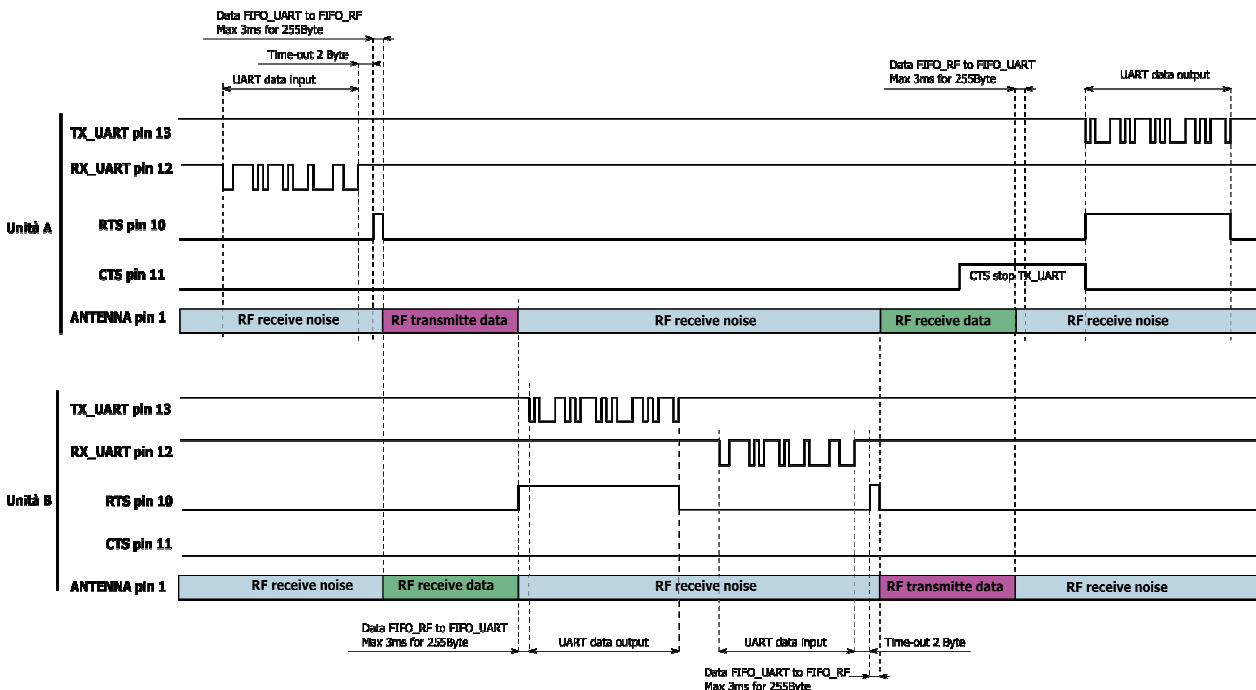 Data FIFO_UART to FIFO_RF
Max 3ms for 255Byte
Time-out 2 Byte
UART data input
Data FIFO_RF to FIFO_UART
Max 3ms for 255Byte
UART data output
TX_UART pin 13
RX_UART pin 12
Unità A
RTS pin 10
CTS pin 11
CTS stop TX_UART
ANTENNA pin 1
RF receive noise
RF transmitte data
RF receive noise
RF receive data
RF receive noise
TX_UART pin 13
RX_UART pin 12
Unità B
RTS pin 10
CTS pin 11
ANTENNA pin 1
RF receive noise
RF receive data
RF receive noise
RF transmitte data
RF receive noise
Data FIFO_RF to FIFO_UART
Max 3ms for 255Byte
UART data output
UART data input
Time-out 2 Byte
Data FIFO_UART to FIFO_RF
Max 3ms for 255Byte